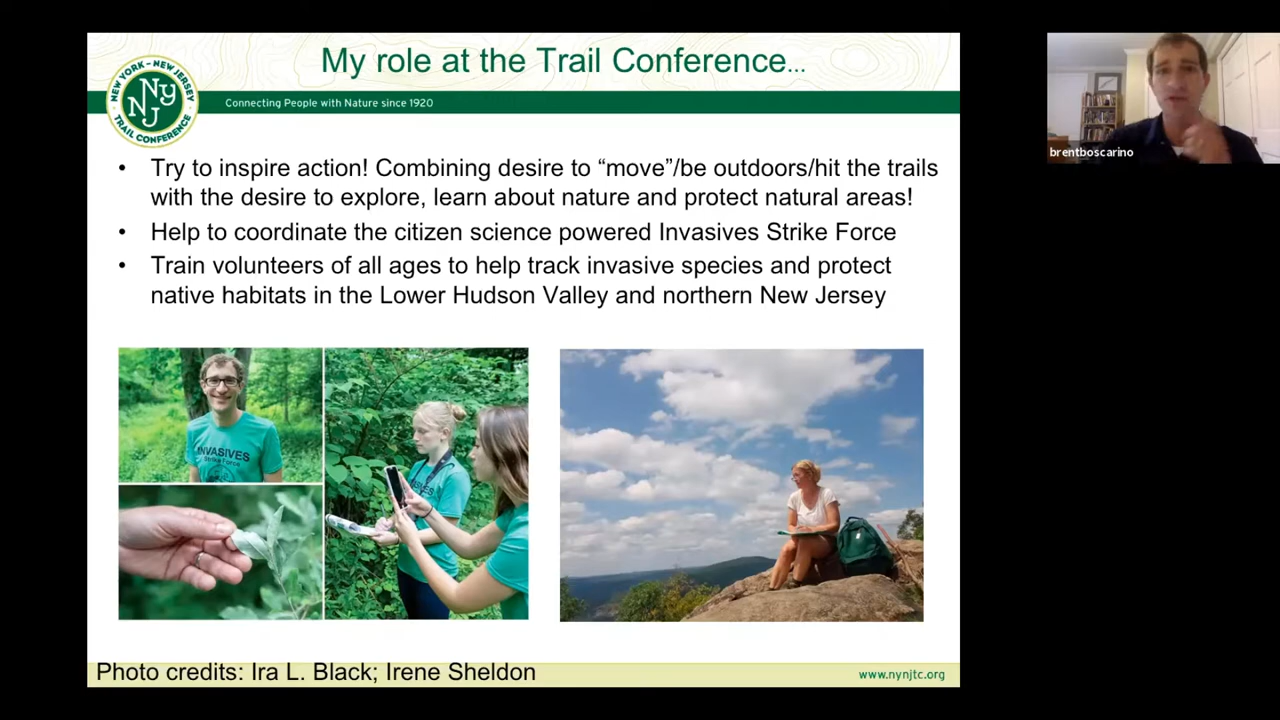 My role at the Trail Conference...
NEW YORK - NEW JERSEY
NY
NJ
TRAIL CONFERENCE
Connecting People with Nature since 1920
• Try to inspire action! Combining desire to “move”/be outdoors/hit the trails
with the desire to explore, learn about nature and protect natural areas!
• Help to coordinate the citizen science powered Invasives Strike Force
• Train volunteers of all ages to help track invasive species and protect
native habitats in the Lower Hudson Valley and northern New Jersey
INVASIVES
Strike Force
Photo credits: Ira L. Black; Irene Sheldon
www.nynjtc.org
brentboscarino